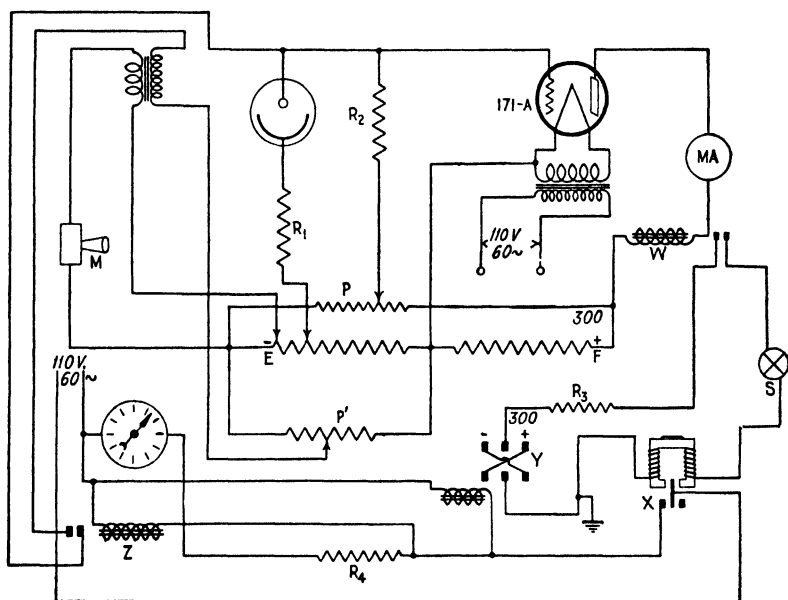 R2
171-A
MA
R1
110 V
60~
W
M
P
300
- E
+ F
110 V.
60~
S
R3
P'
300
- +
Y
X
Z
R4